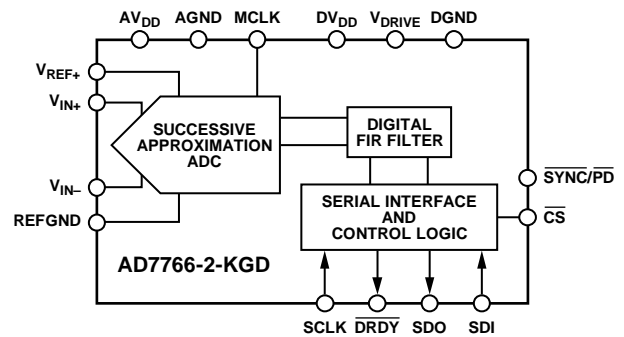 AVDD AGND MCLK DVDD VDRIVE DGND
VREF+
VIN+
VIN–
REFGND
SUCCESSIVE
APPROXIMATION
ADC
DIGITAL
FIR FILTER
SERIAL INTERFACE
AND
CONTROL LOGIC
SYNC/PD
CS
AD7766-2-KGD
SCLK DRDY SDO SDI